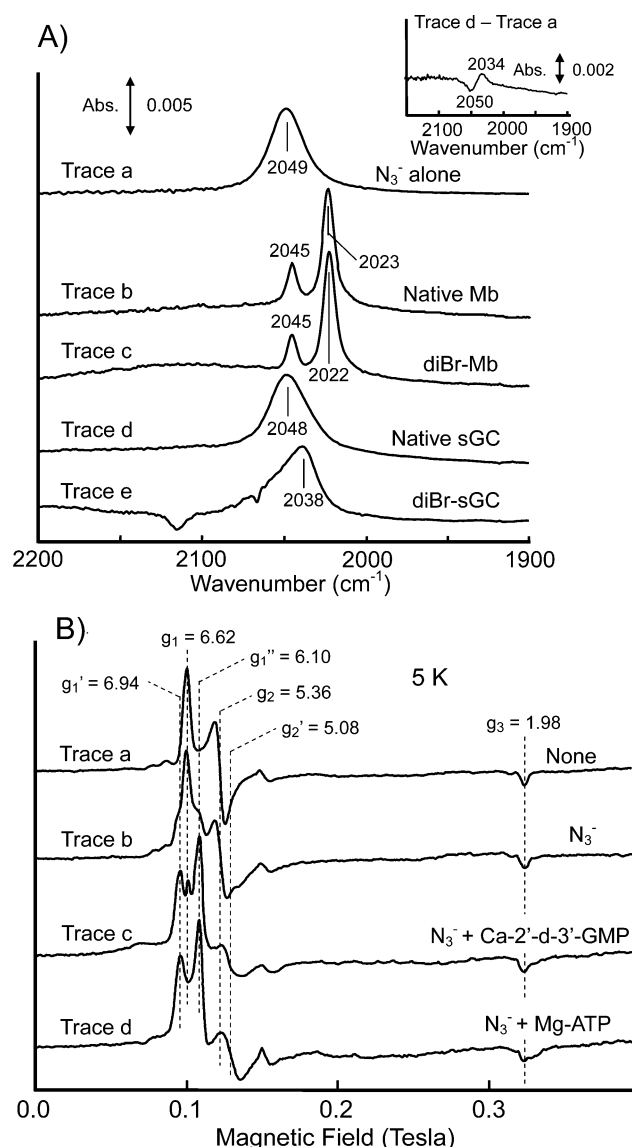 A)
Trace d – Trace a
2034
Abs. 0.002
2050
2100 2000 1900
Wavenumber (cm⁻¹)
Abs. 0.005
Trace a
2049
N₃⁻ alone
Trace b
2045
2023
Native Mb
Trace c
2045
2022
diBr-Mb
Trace d
2048
Native sGC
Trace e
2038
diBr-sGC
2200 2100 2000 1900
Wavenumber (cm⁻¹)
B)
g₁ = 6.62
g₁'' = 6.10
g₁' = 6.94
g₂ = 5.36
g₂' = 5.08
5 K
g₃ = 1.98
Trace a
None
Trace b
N₃⁻
Trace c
N₃⁻ + Ca-2'-d-3'-GMP
Trace d
N₃⁻ + Mg-ATP
0.0 0.1 0.2 0.3
Magnetic Field (Tesla)